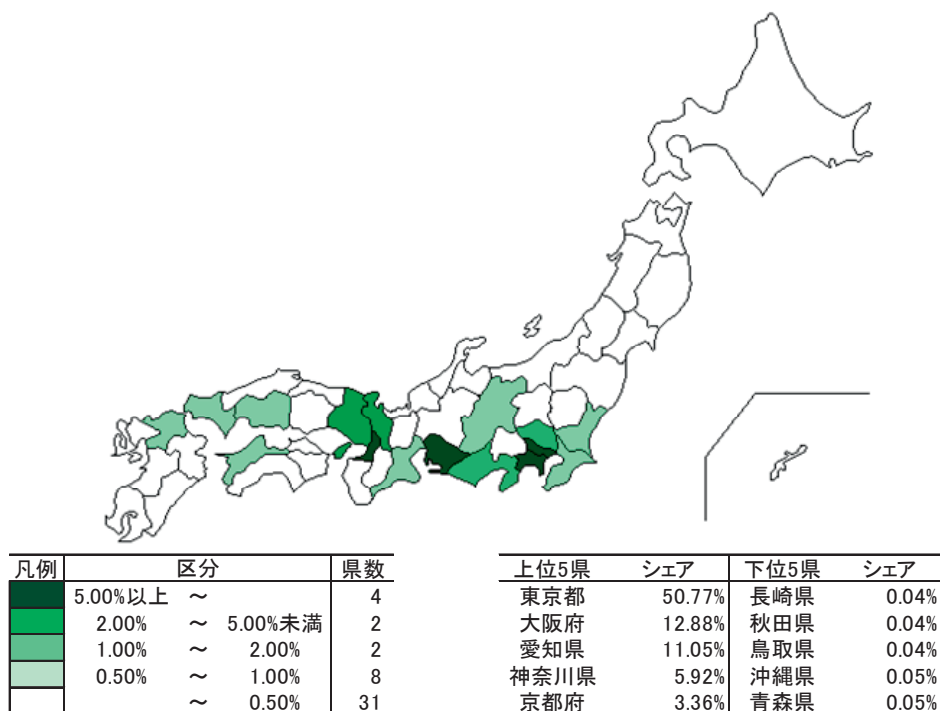 凡例 区分 県数
5.00%以上 ~ 4
2.00% ~ 5.00%未満 2
1.00% ~ 2.00% 2
0.50% ~ 1.00% 8
~ 0.50% 31
上位5県 シェア 下位5県 シェア
東京都 50.77% 長崎県 0.04%
大阪府 12.88% 秋田県 0.04%
愛知県 11.05% 鳥取県 0.04%
神奈川県 5.92% 沖縄県 0.05%
京都府 3.36% 青森県 0.05%